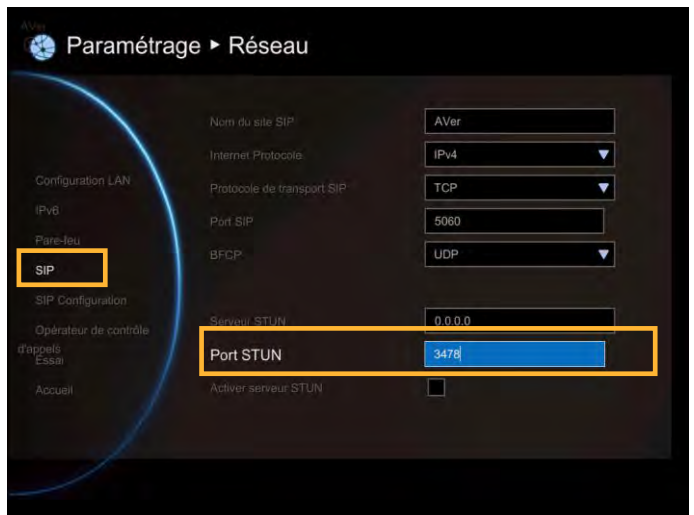 AVer
Paramétrage ▸ Réseau
Nom du site SIP AVer
Internet Protocole IPv4
Configuration LAN
Protocole de transport SIP TCP
IPv6
Port SIP 5060
Pare-feu
BFCP UDP
SIP
SIP Configuration
Serveur STUN 0.0.0.0
Opérateur de contrôle
d'appels
Port STUN 3478
Essai
Activer serveur STUN
Accueil